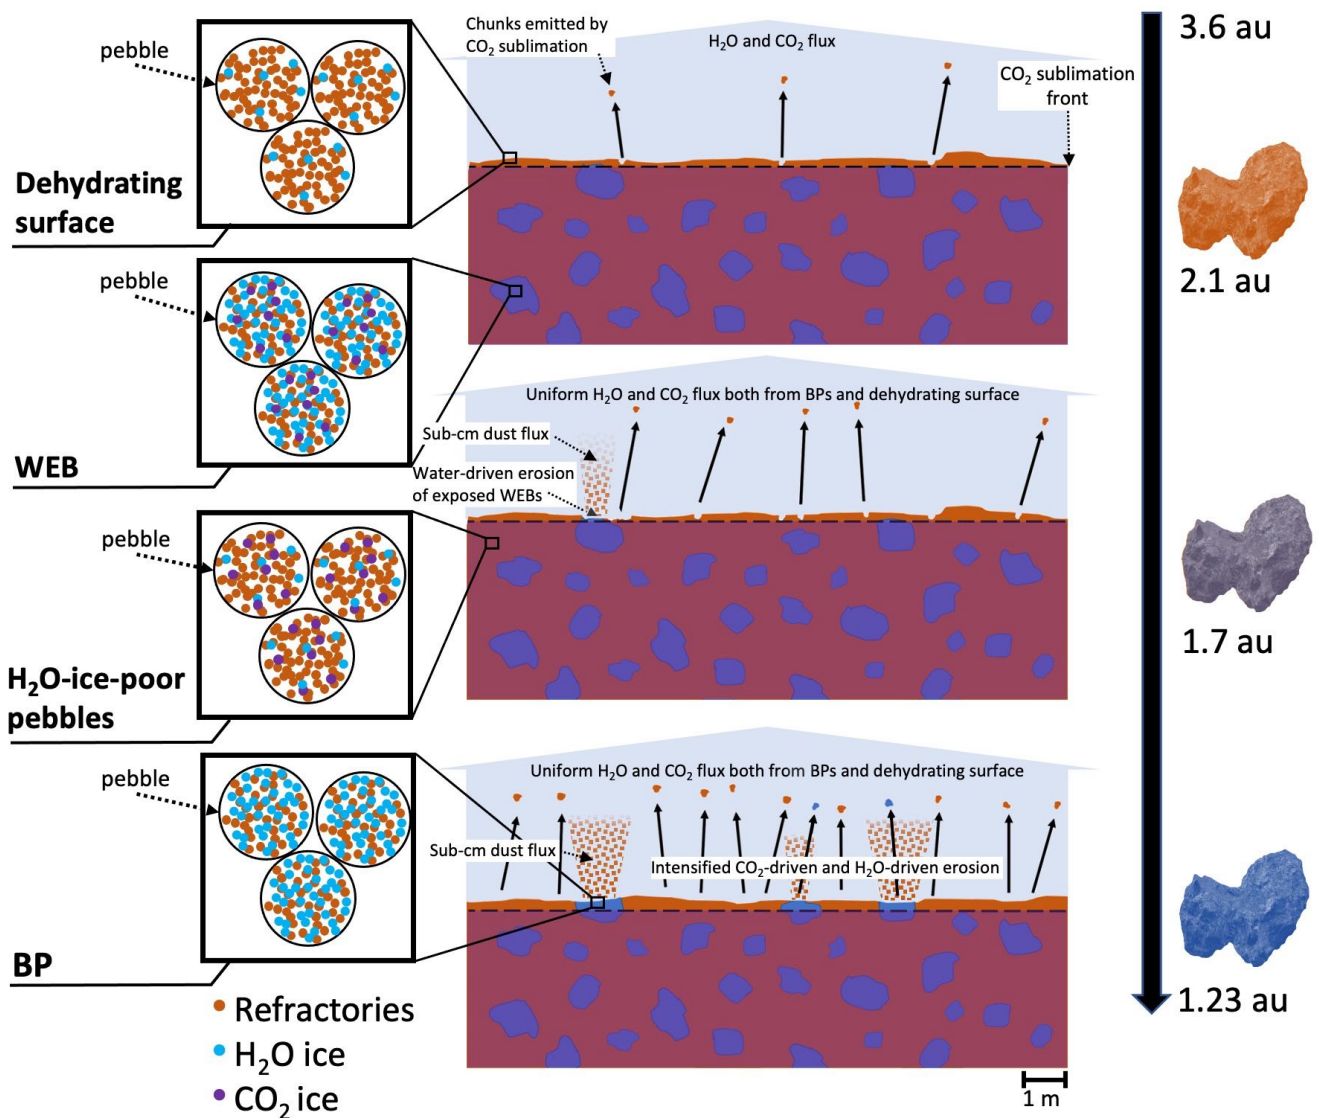 Chunks emitted by
CO₂ sublimation
H₂O and CO₂ flux
CO₂ sublimation
front
3.6 au
pebble
Dehydrating
surface
2.1 au
pebble
WEB
Uniform H₂O and CO₂ flux both from BPs and dehydrating surface
Sub-cm dust flux
Water-driven erosion
of exposed WEBs
pebble
H₂O-ice-poor
pebbles
1.7 au
pebble
BP
Uniform H₂O and CO₂ flux both from BPs and dehydrating surface
Sub-cm dust flux
Intensified CO₂-driven and H₂O-driven erosion
1.23 au
Refractories
H₂O ice
CO₂ ice
1 m